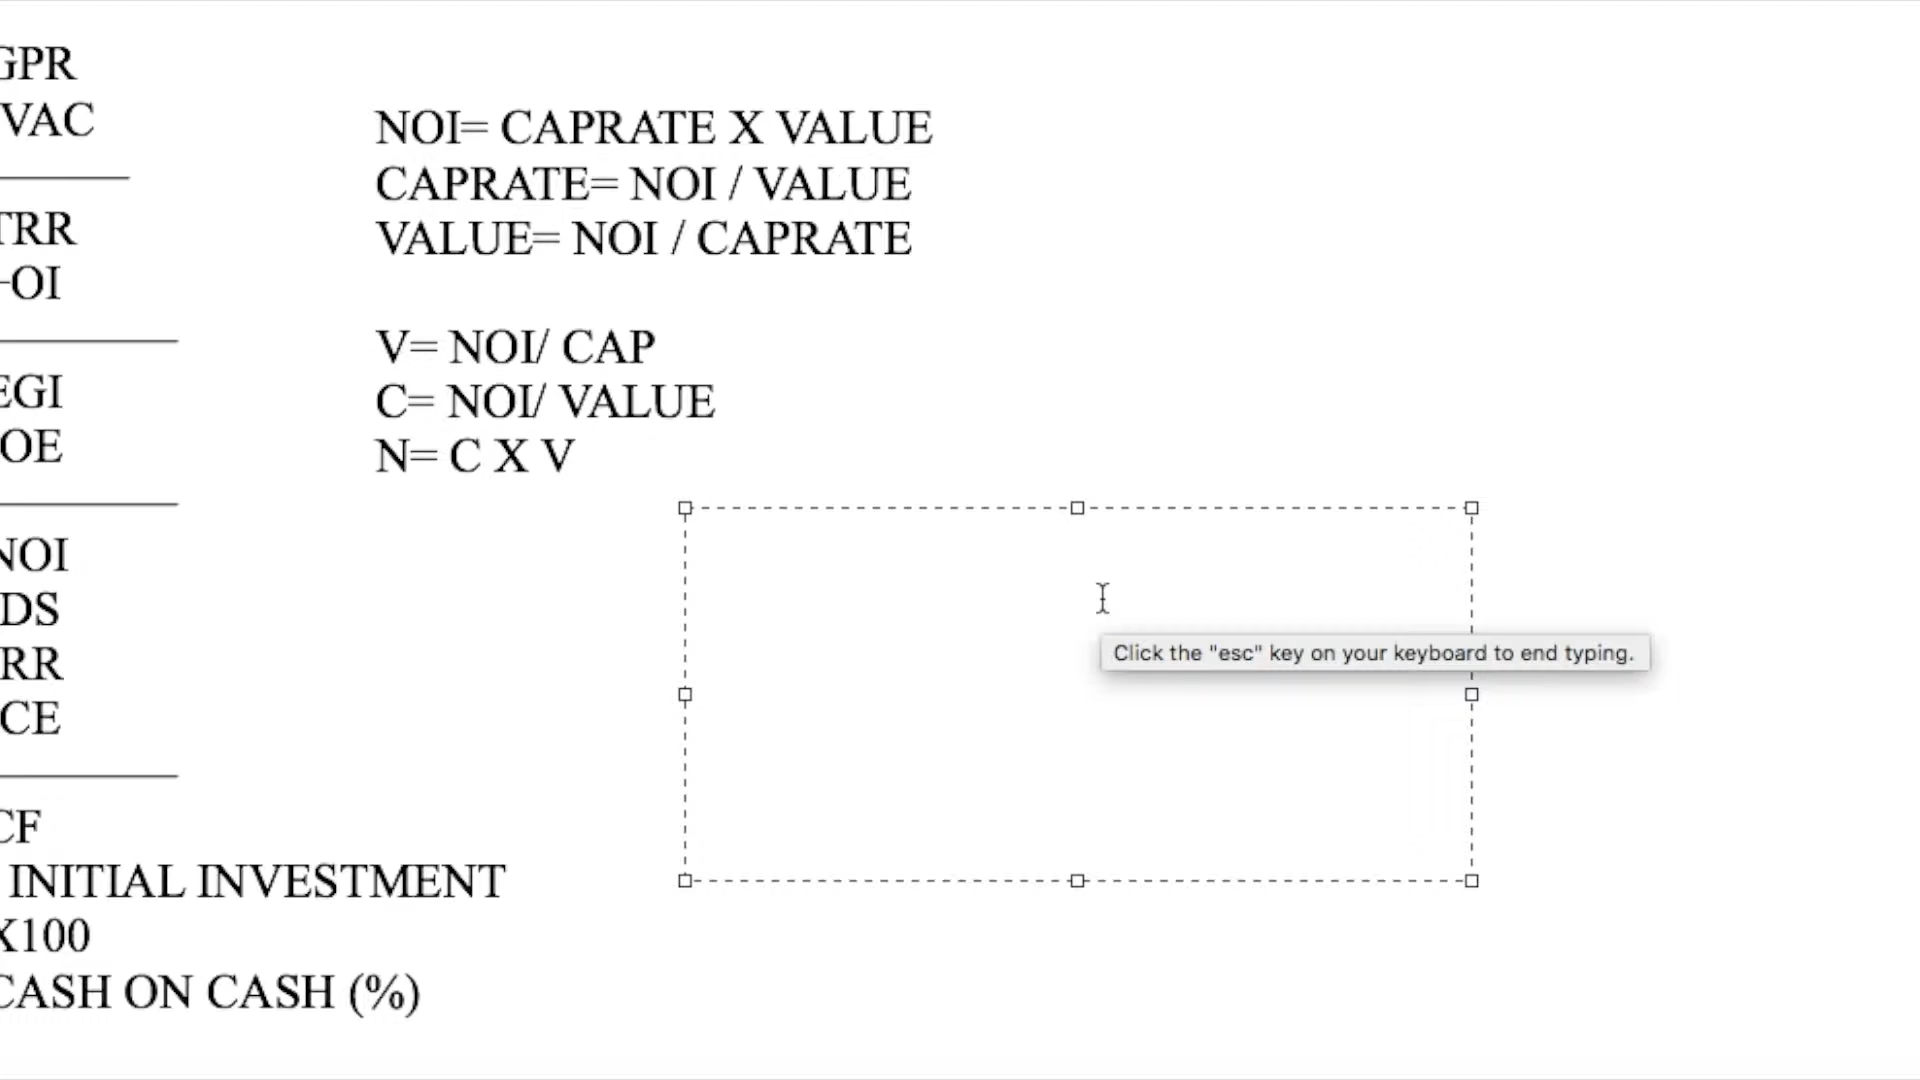 GPR
VAC
TRR
-OI
EGI
OE
NOI
DS
RR
CE
CF
INITIAL INVESTMENT
X100
CASH ON CASH (%)
NOI= CAPRATE X VALUE
CAPRATE= NOI / VALUE
VALUE= NOI / CAPRATE
V= NOI/ CAP
C= NOI/ VALUE
N= C X V
Click the "esc" key on your keyboard to end typing.